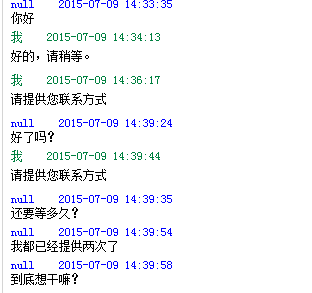 null 2015-07-09 14:33:35
你好
我 2015-07-09 14:34:13
好的，请稍等。
我 2015-07-09 14:36:17
请提供您联系方式
null 2015-07-09 14:39:24
好了吗？
我 2015-07-09 14:39:44
请提供您联系方式
null 2015-07-09 14:39:35
还要等多久？
null 2015-07-09 14:39:54
我都已经提供两次了
null 2015-07-09 14:39:58
到底想干嘛？